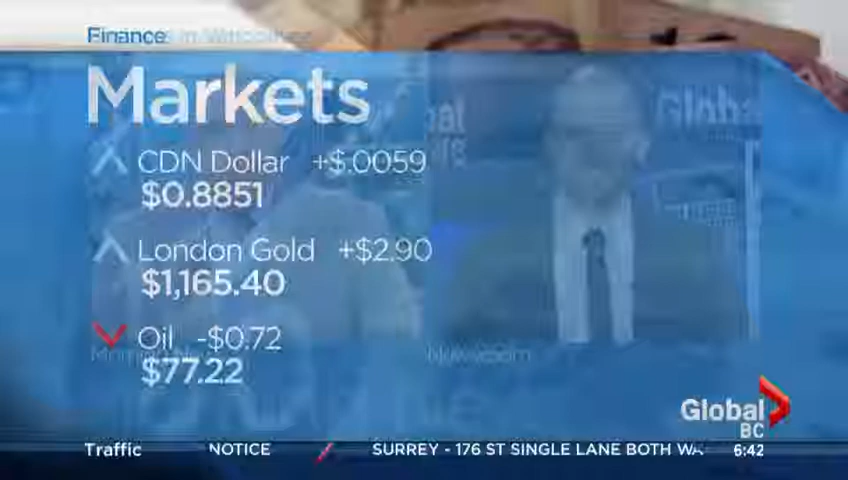 Finance
Markets
CDN Dollar +$.0059
$0.8851
London Gold +$2.90
$1,165.40
Oil -$0.72
$77.22
Newsroom
Global
BC
Traffic NOTICE SURREY - 176 ST SINGLE LANE BOTH WA 6:42